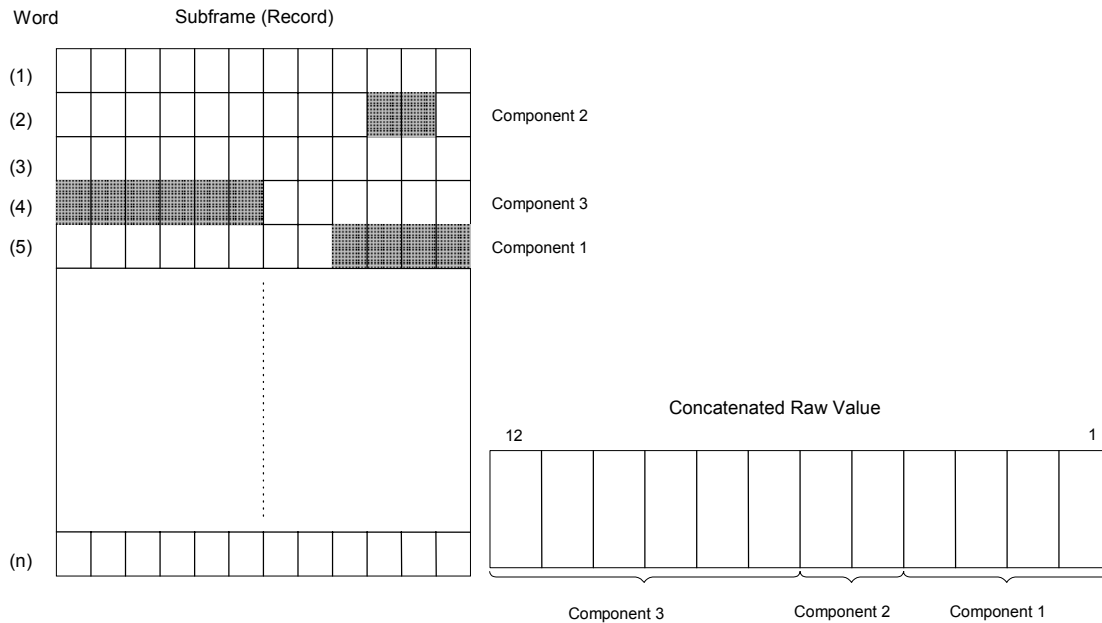 Word Subframe (Record)
(1)
(2) Component 2
(3)
(4) Component 3
(5) Component 1
Concatenated Raw Value
12 1
(n)
Component 3 Component 2 Component 1